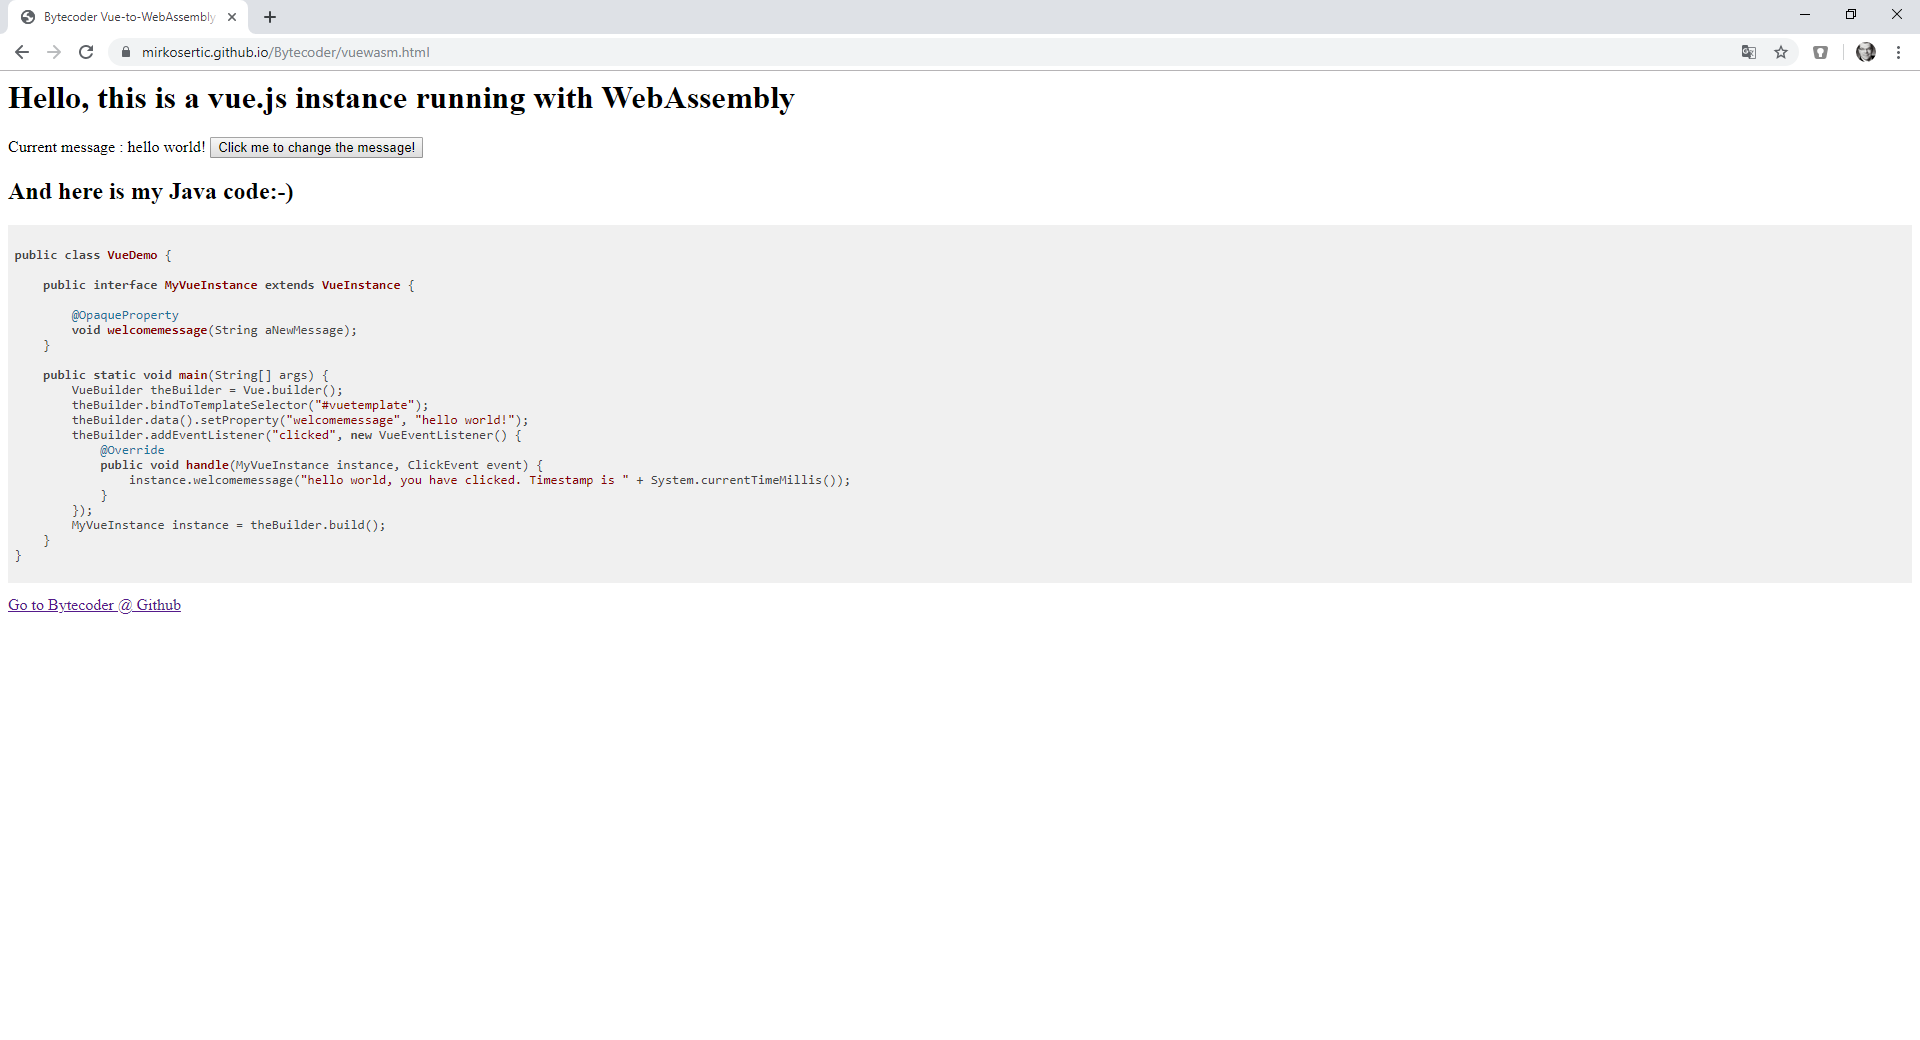 Bytecoder Vue-to-WebAssembly
mirkosertic.github.io/Bytecoder/vuewasm.html
Hello, this is a vue.js instance running with WebAssembly
Current message : hello world! Click me to change the message!
And here is my Java code:-)
public class VueDemo {
public interface MyVueInstance extends VueInstance {
@OpaqueProperty
void welcomemessage(String aNewMessage);
}
public static void main(String[] args) {
VueBuilder theBuilder = Vue.builder();
theBuilder.bindToTemplateSelector("#vuetemplate");
theBuilder.data().setProperty("welcomemessage", "hello world!");
theBuilder.addEventListener("clicked", new VueEventListener() {
@Override
public void handle(MyVueInstance instance, ClickEvent event) {
instance.welcomemessage("hello world, you have clicked. Timestamp is " + System.currentTimeMillis());
}
});
MyVueInstance instance = theBuilder.build();
}
}
Go to Bytecoder @ Github